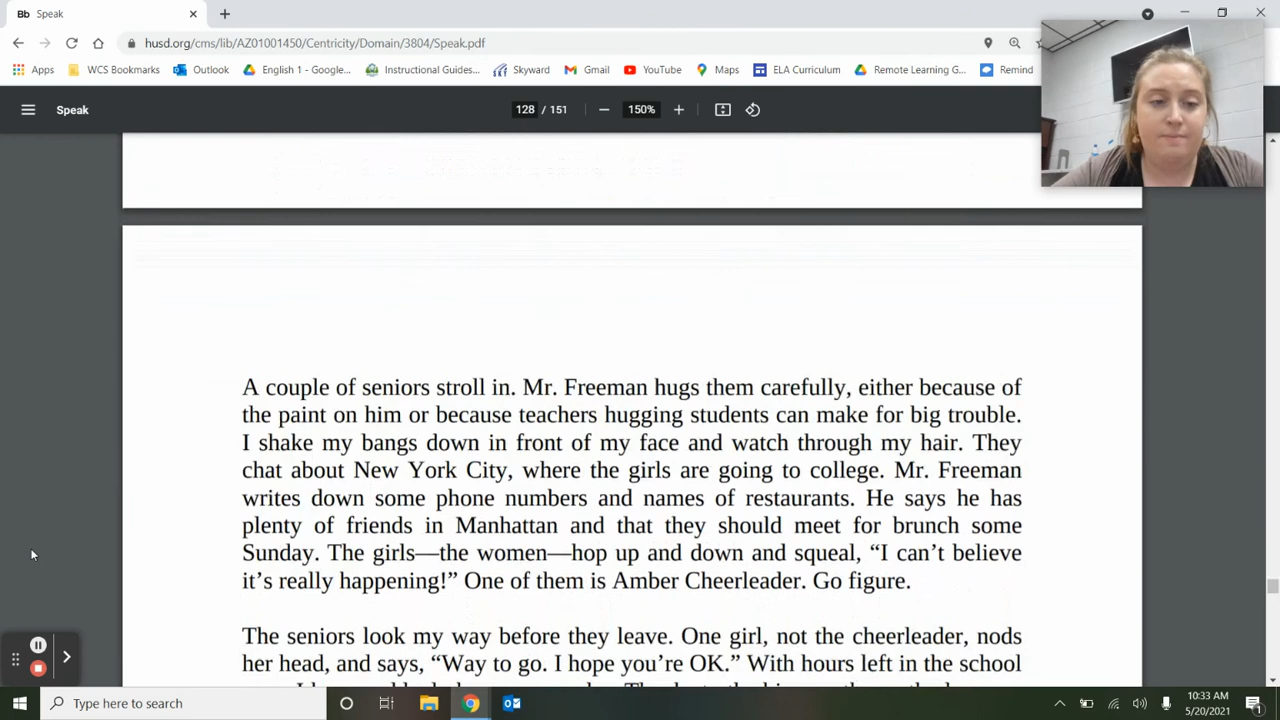 Bb Speak
husd.org/cms/lib/AZ01001450/Centricity/Domain/3804/Speak.pdf
Apps WCS Bookmarks Outlook English 1 - Google... Instructional Guides... Skyward Gmail YouTube Maps ELA Curriculum Remote Learning G... Remind
Speak 128 / 151 150%
A couple of seniors stroll in. Mr. Freeman hugs them carefully, either because of
the paint on him or because teachers hugging students can make for big trouble.
I shake my bangs down in front of my face and watch through my hair. They
chat about New York City, where the girls are going to college. Mr. Freeman
writes down some phone numbers and names of restaurants. He says he has
plenty of friends in Manhattan and that they should meet for brunch some
Sunday. The girls—the women—hop up and down and squeal, “I can’t believe
it’s really happening!” One of them is Amber Cheerleader. Go figure.
The seniors look my way before they leave. One girl, not the cheerleader, nods
her head, and says, “Way to go. I hope you’re OK.” With hours left in the school
Type here to search
10:33 AM
5/20/2021